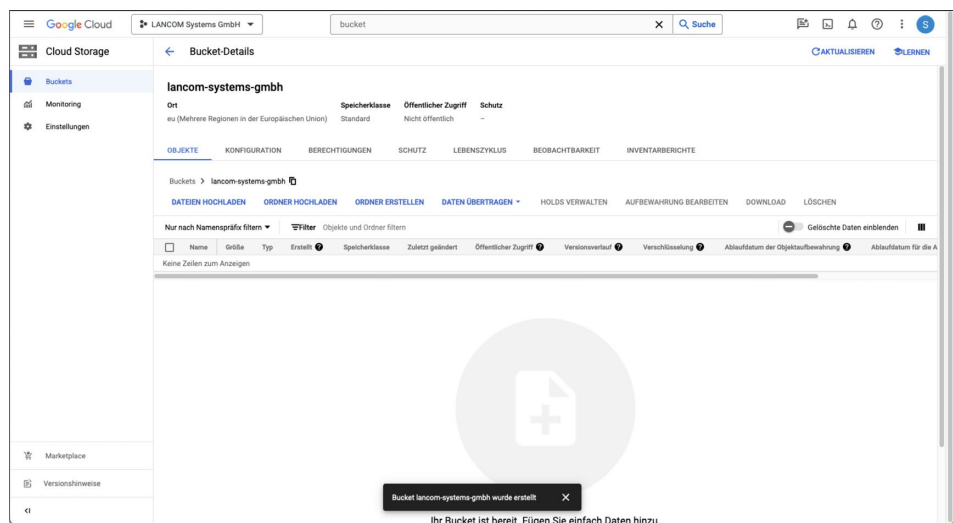 Google Cloud
LANCOM Systems GmbH
bucket
Suche
S
Cloud Storage
Bucket-Details
AKTUALISIEREN
LERNEN
Buckets
Monitoring
Einstellungen
lancom-systems-gmbh
Ort Speicherklasse Öffentlicher Zugriff Schutz
eu (Mehrere Regionen in der Europäischen Union) Standard Nicht öffentlich –
OBJEKTE KONFIGURATION BERECHTIGUNGEN SCHUTZ LEBENSZYKLUS BEOBACHTBARKEIT INVENTARBERICHTE
Buckets > lancom-systems-gmbh
DATEIEN HOCHLADEN ORDNER HOCHLADEN ORDNER ERSTELLEN DATEN ÜBERTRAGEN HOLDS VERWALTEN AUFBEWAHRUNG BEARBEITEN DOWNLOAD LÖSCHEN
Nur nach Namenspräfix filtern Filter Objekte und Ordner filtern Gelöschte Daten einblenden
Name Größe Typ Erstellt Speicherklasse Zuletzt geändert Öffentlicher Zugriff Versionsverlauf Verschlüsselung Ablaufdatum der Objektaufbewahrung Ablaufdatum für die A
Keine Zeilen zum Anzeigen
Marketplace
Versionshinweise
Bucket lancom-systems-gmbh wurde erstellt
Ihr Bucket ist bereit. Fügen Sie einfach Daten hinzu.